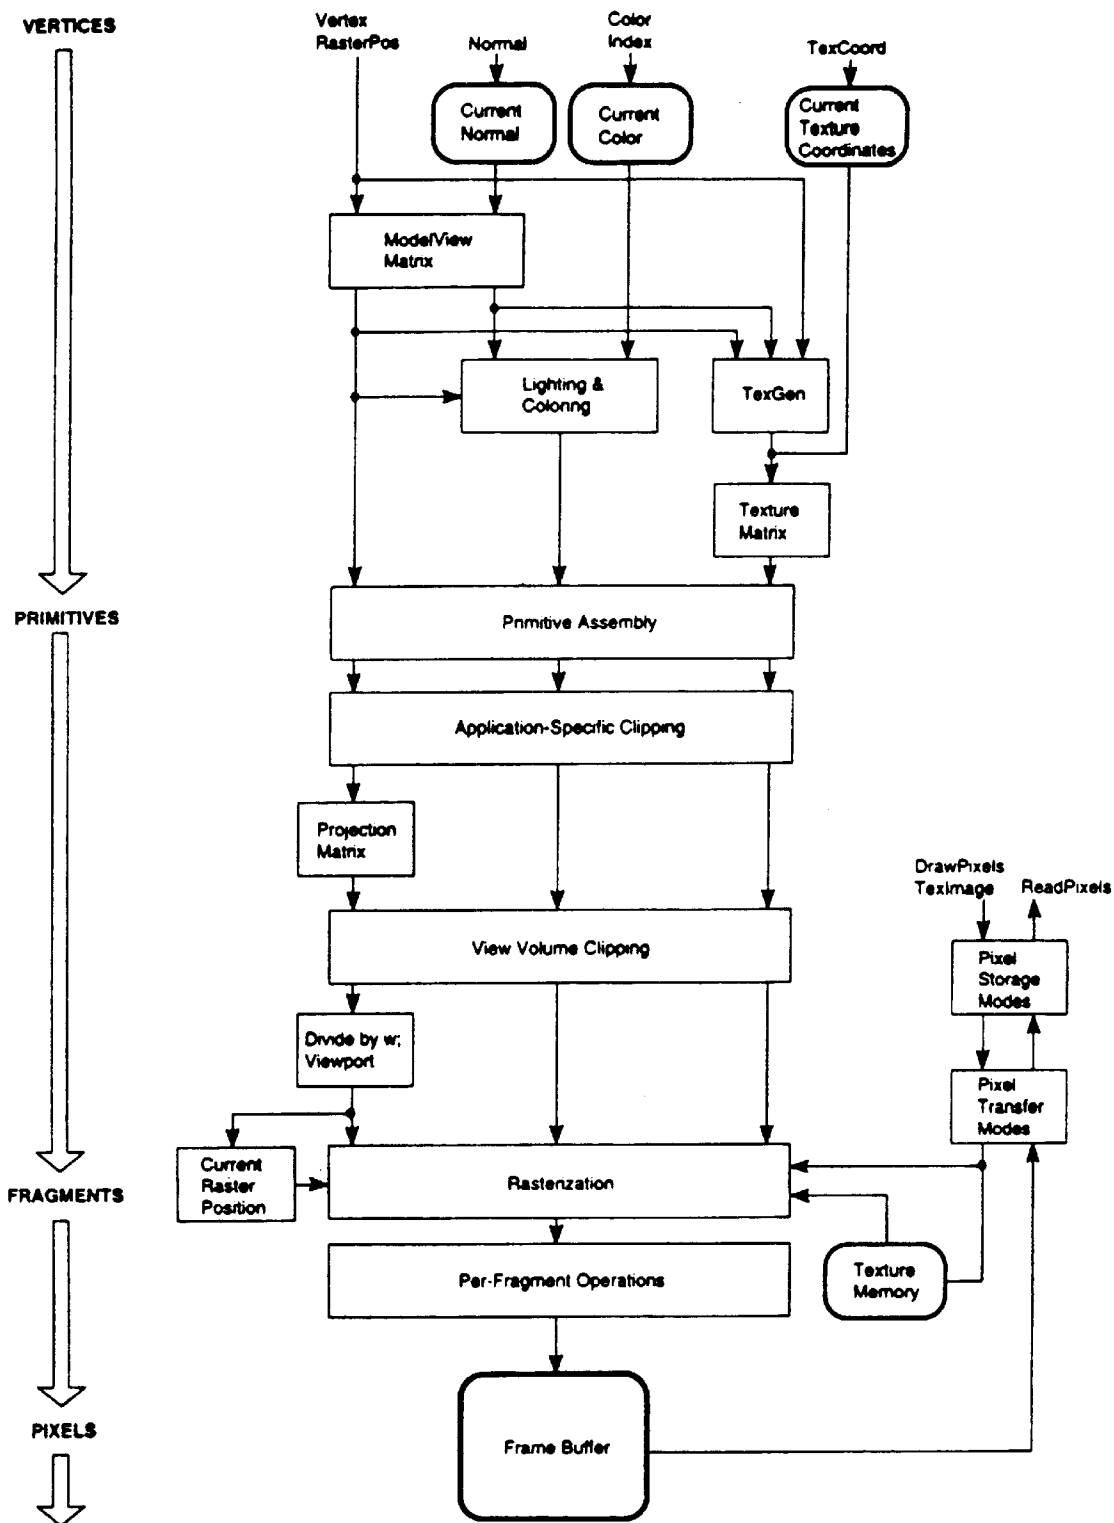 VERTICES
Vertex
RasterPos
Normal
Color
Index
TexCoord
Current
Normal
Current
Color
Current
Texture
Coordinates
ModelView
Matrix
Lighting &
Coloring
TexGen
Texture
Matrix
PRIMITIVES
Primitive Assembly
Application-Specific Clipping
Projection
Matrix
DrawPixels
TexImage
ReadPixels
View Volume Clipping
Pixel
Storage
Modes
Divide by w;
Viewport
Pixel
Transfer
Modes
Current
Raster
Position
Rasterization
FRAGMENTS
Per-Fragment Operations
Texture
Memory
PIXELS
Frame Buffer